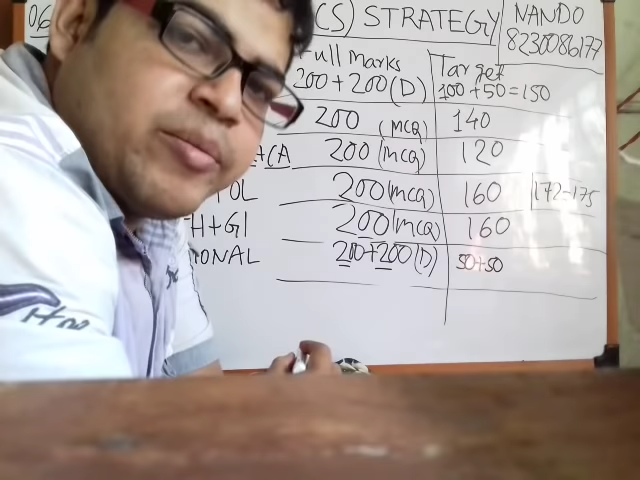 CS) STRATEGY
NANDO
8230086177
Full Marks
Target
200+200(D)
100+50=150
200 (MCQ)
140
+CA
200(MCQ)
120
OL
200(MCQ)
160
172-175
H+GI
200(MCQ)
160
IONAL
200+200(D)
50+50